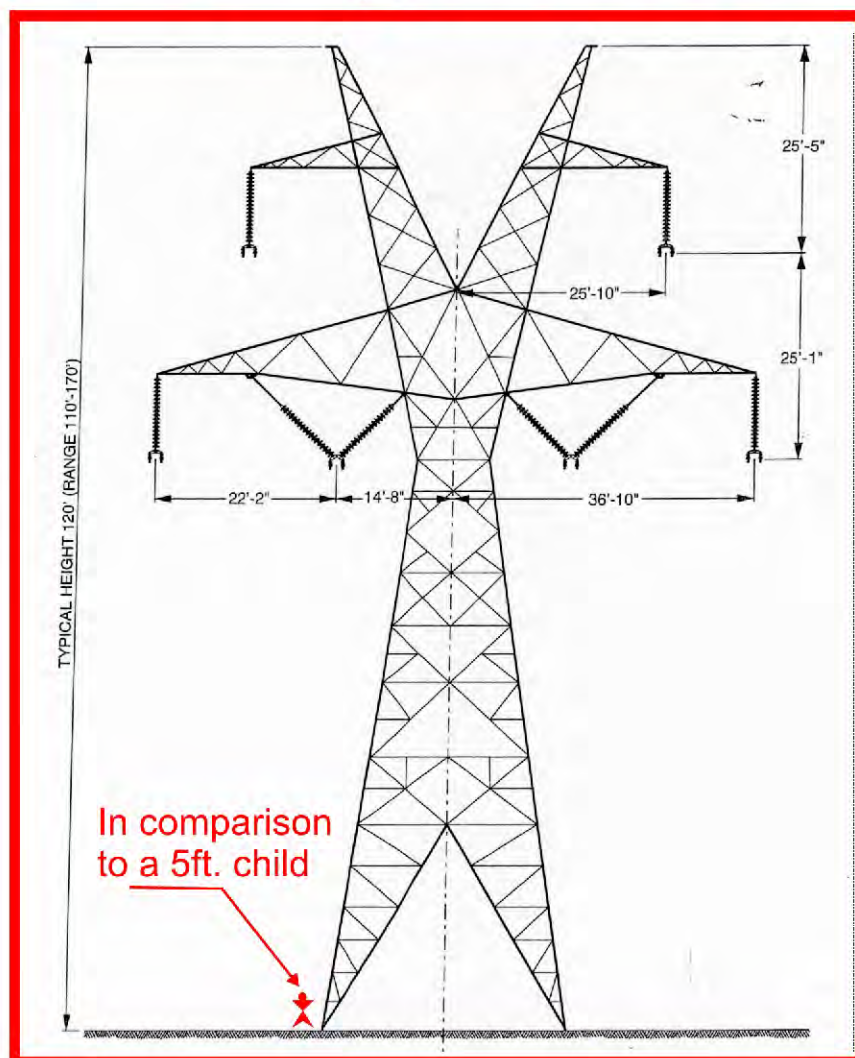 25'-5"
25'-10"
25'-1"
22'-2"
14'-8"
36'-10"
TYPICAL HEIGHT 120' (RANGE 110'-170')
In comparison
to a 5ft. child